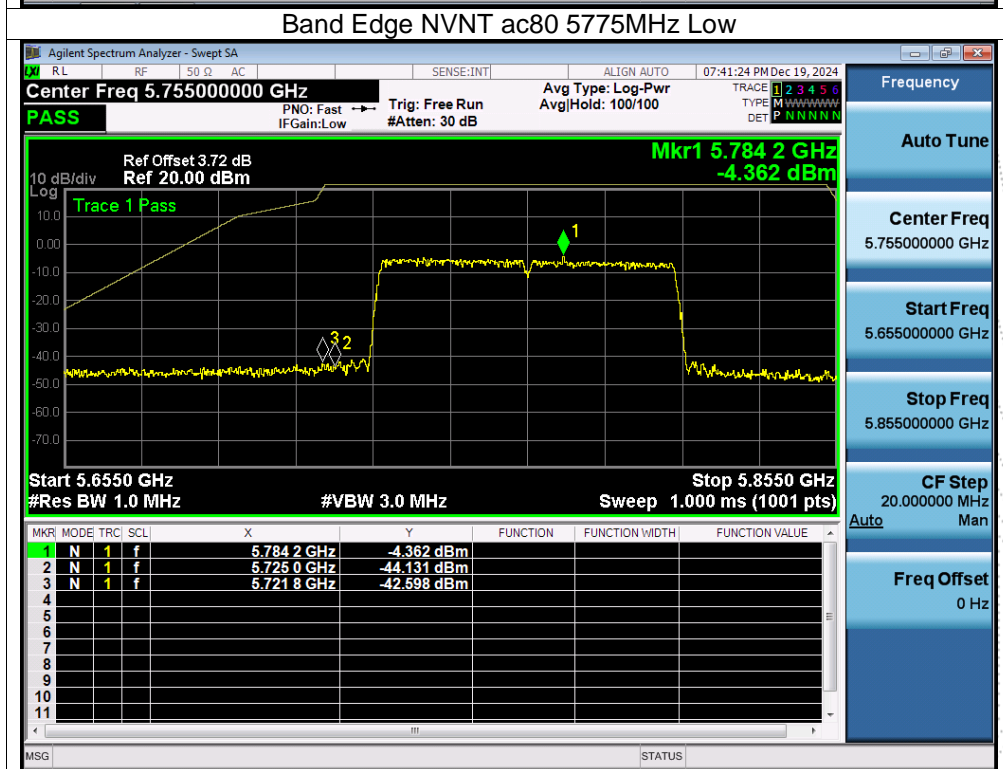 Band Edge NVNT ac80 5775MHz Low
Agilent Spectrum Analyzer - Swept SA
LXI RL RF 50 Ω AC SENSE:INT ALIGN AUTO 07:41:24 PM Dec 19, 2024
Center Freq 5.755000000 GHz
PASS
PNO: Fast
IFGain:Low
Trig: Free Run
#Atten: 30 dB
Avg Type: Log-Pwr
Avg|Hold: 100/100
TRACE 1 2 3 4 5 6
TYPE M WWWWW
DET P N N N N N
Mkr1 5.784 2 GHz
-4.362 dBm
Ref Offset 3.72 dB
10 dB/div Ref 20.00 dBm
Log
Trace 1 Pass
10.0
0.00
-10.0
-20.0
-30.0
-40.0
-50.0
-60.0
-70.0
1
3 2
Start 5.6550 GHz Stop 5.8550 GHz
#Res BW 1.0 MHz #VBW 3.0 MHz Sweep 1.000 ms (1001 pts)
MKR MODE TRC SCL X Y FUNCTION FUNCTION WIDTH FUNCTION VALUE
1 N 1 f 5.784 2 GHz -4.362 dBm
2 N 1 f 5.725 0 GHz -44.131 dBm
3 N 1 f 5.721 8 GHz -42.598 dBm
4
5
6
7
8
9
10
11
MSG STATUS
Frequency
Auto Tune
Center Freq
5.755000000 GHz
Start Freq
5.655000000 GHz
Stop Freq
5.855000000 GHz
CF Step
20.000000 MHz
Auto Man
Freq Offset
0 Hz